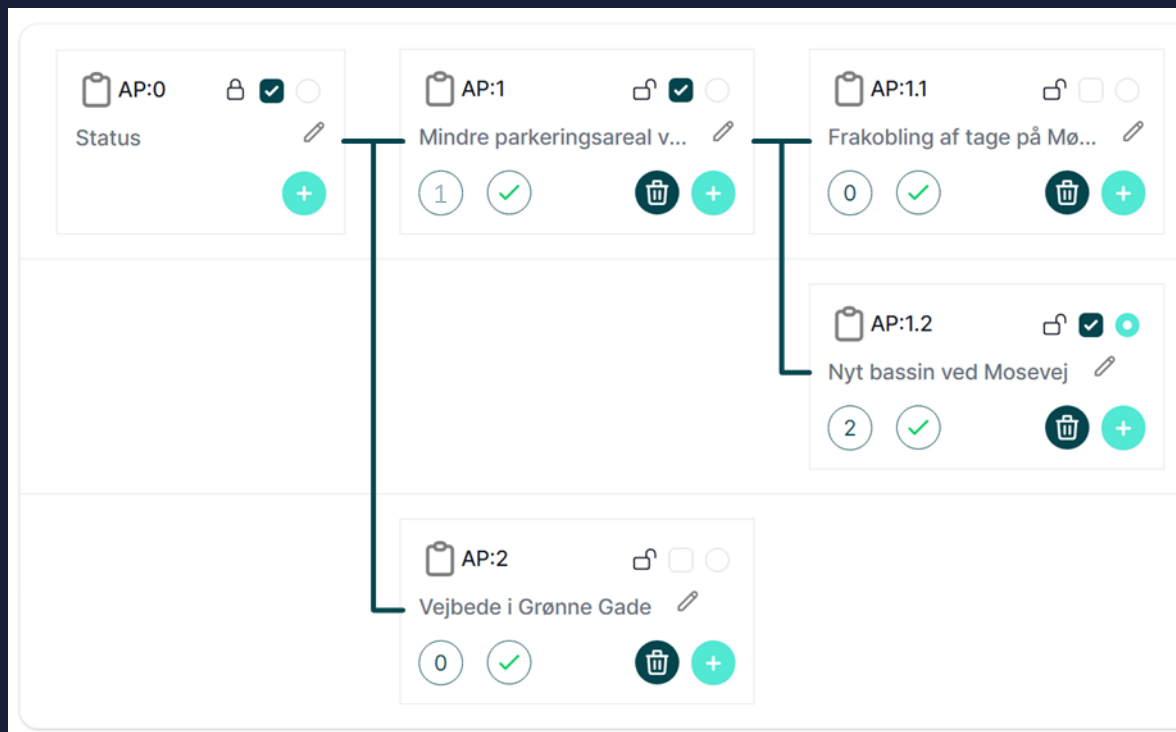 AP:0
Status
AP:1
Mindre parkeringsareal v...
1
AP:1.1
Frakobling af tage på Mø...
0
AP:1.2
Nyt bassin ved Mosevej
2
AP:2
Vejbede i Grønne Gade
0